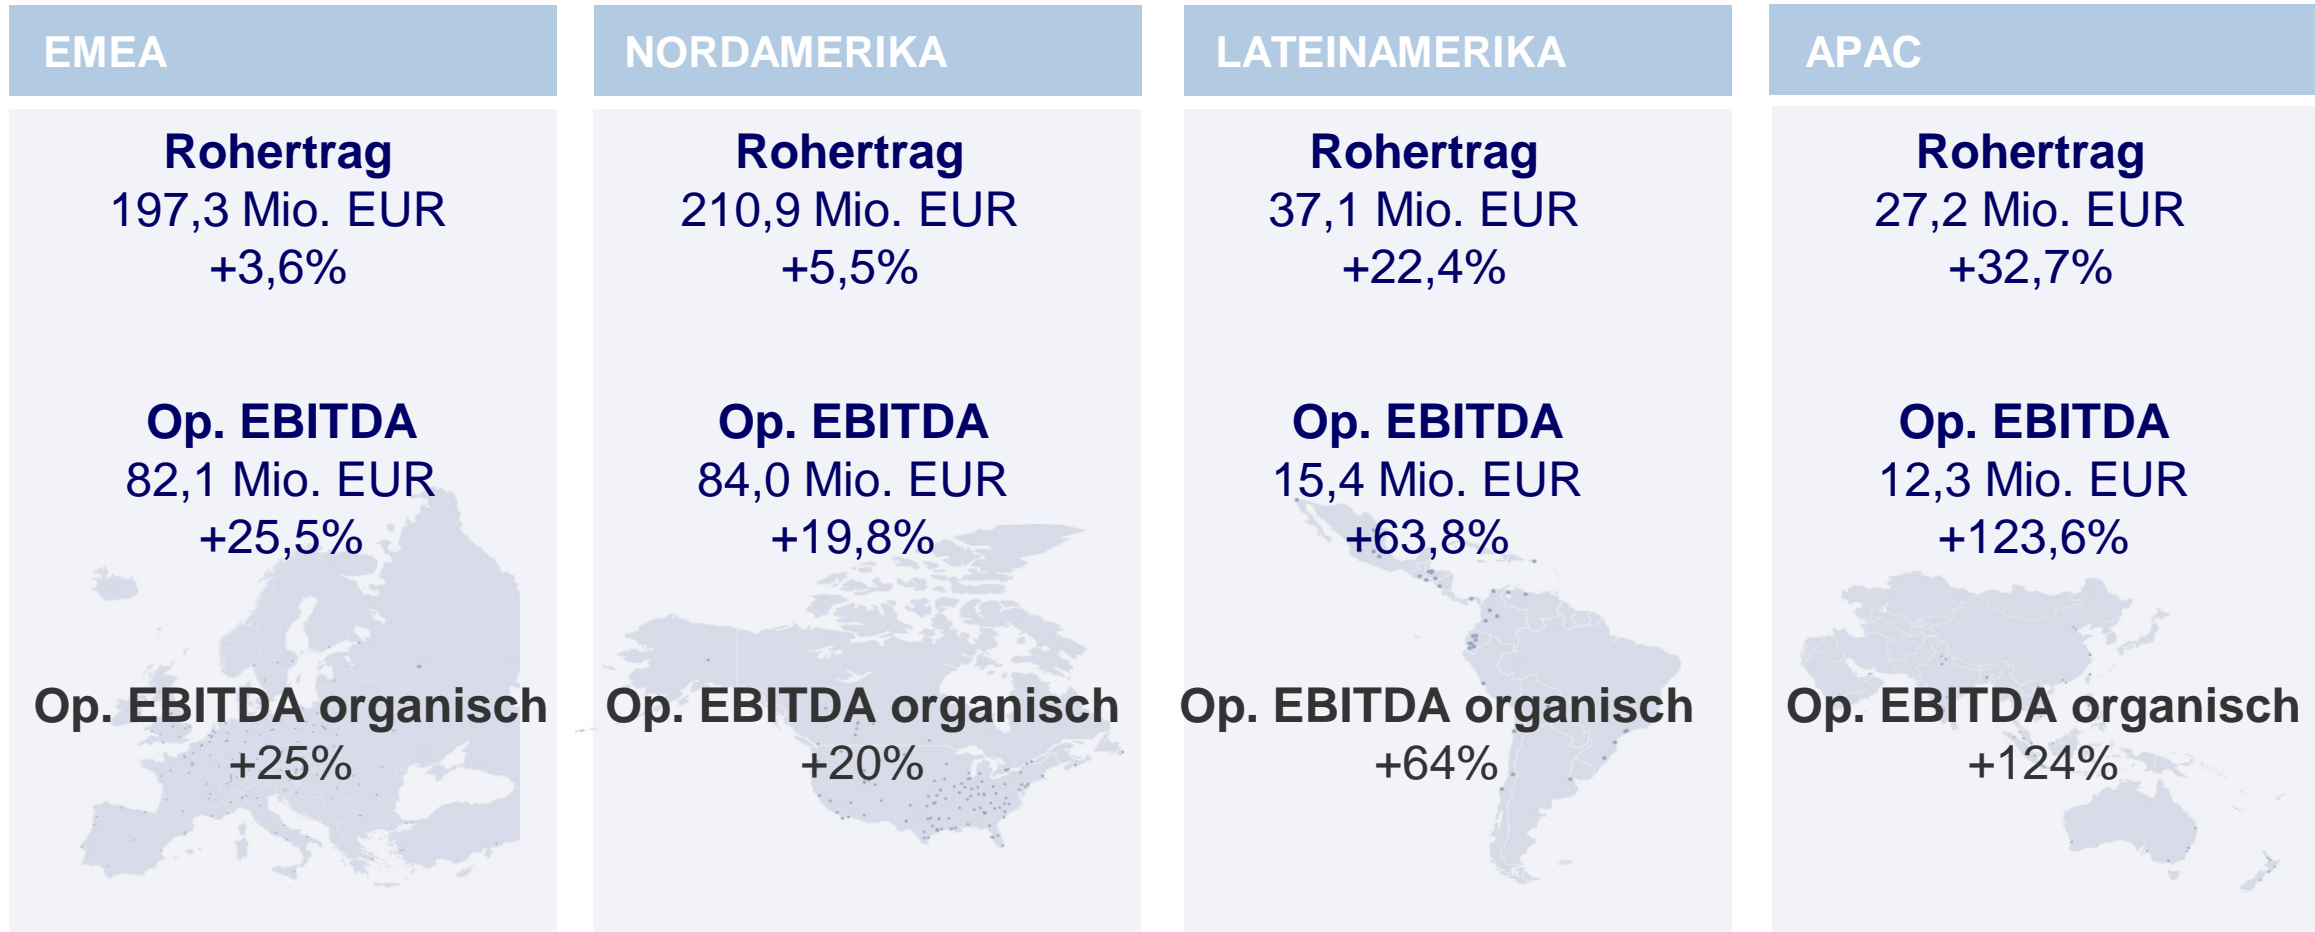 EMEA
Rohertrag
197,3 Mio. EUR
+3,6%
Op. EBITDA
82,1 Mio. EUR
+25,5%
Op. EBITDA organisch
+25%
NORDAMERIKA
Rohertrag
210,9 Mio. EUR
+5,5%
Op. EBITDA
84,0 Mio. EUR
+19,8%
Op. EBITDA organisch
+20%
LATEINAMERIKA
Rohertrag
37,1 Mio. EUR
+22,4%
Op. EBITDA
15,4 Mio. EUR
+63,8%
Op. EBITDA organisch
+64%
APAC
Rohertrag
27,2 Mio. EUR
+32,7%
Op. EBITDA
12,3 Mio. EUR
+123,6%
Op. EBITDA organisch
+124%